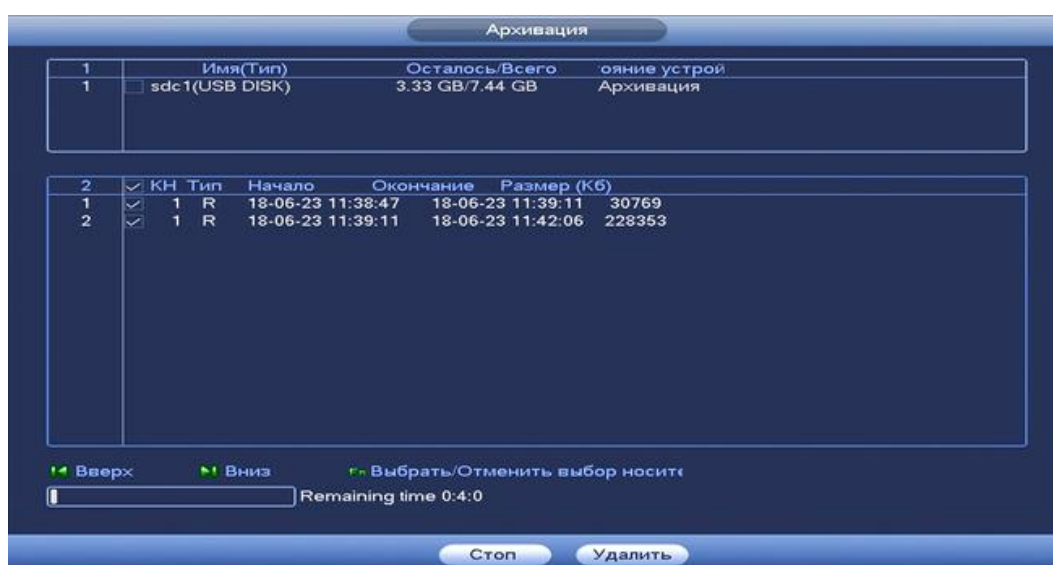 Архивация
1 Имя(Тип) Осталось/Всего ояние устрой
1 sdc1(USB DISK) 3.33 GB/7.44 GB Архивация
2 КН Тип Начало Окончание Размер (Кб)
1 1 R 18-06-23 11:38:47 18-06-23 11:39:11 30769
2 1 R 18-06-23 11:39:11 18-06-23 11:42:06 228353
Вверх Вниз Fn Выбрать/Отменить выбор носите
Remaining time 0:4:0
Стоп Удалить